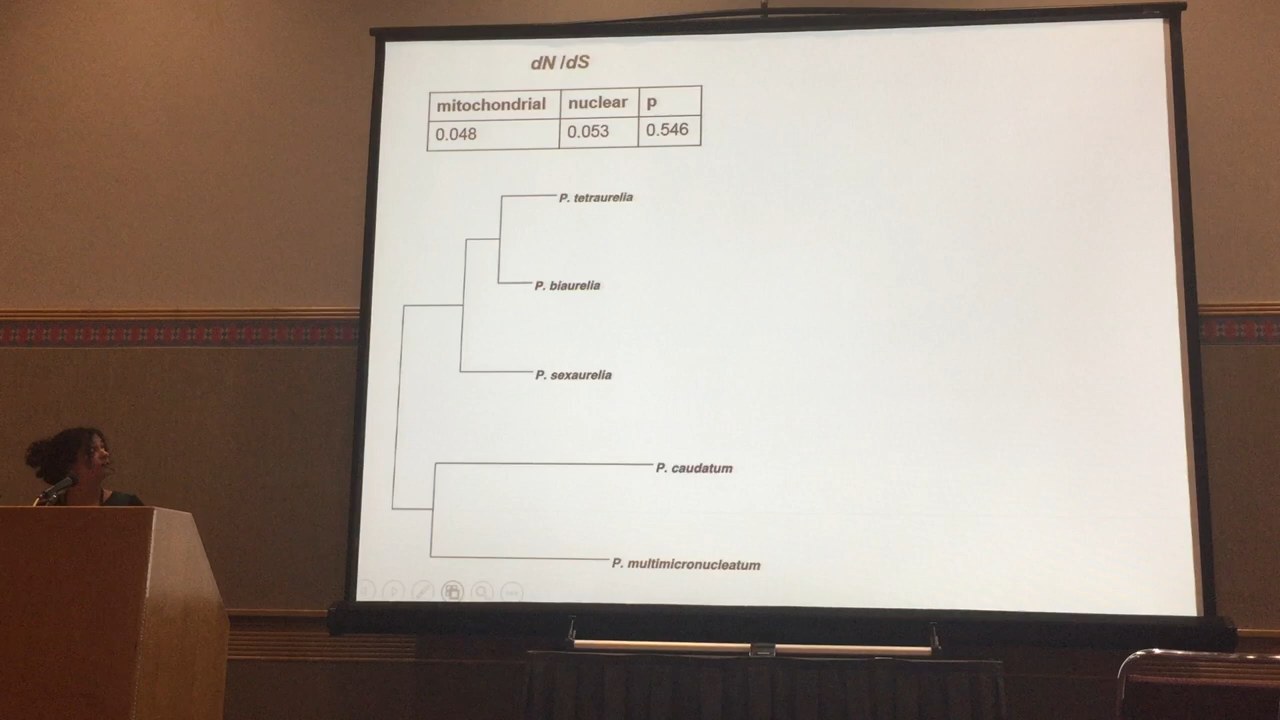 dN /dS
mitochondrial nuclear p
0.048 0.053 0.546
P. tetraurelia
P. biaurelia
P. sexaurelia
P. caudatum
P. multimicronucleatum